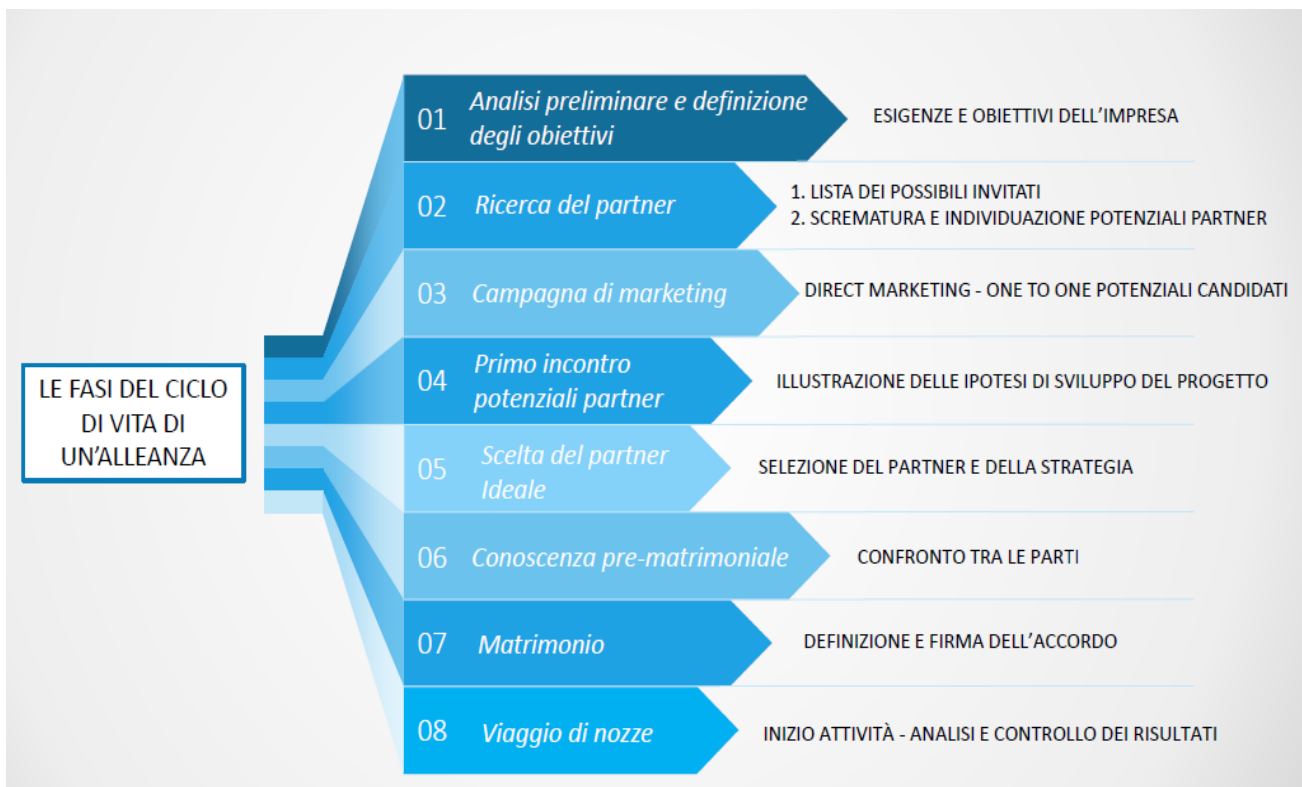 LE FASI DEL CICLO
DI VITA DI
UN'ALLEANZA
01
Analisi preliminare e definizione
degli obiettivi
ESIGENZE E OBIETTIVI DELL'IMPRESA
02
Ricerca del partner
1. LISTA DEI POSSIBILI INVITATI
2. SCREMATURA E INDIVIDUAZIONE POTENZIALI PARTNER
03
Campagna di marketing
DIRECT MARKETING - ONE TO ONE POTENZIALI CANDIDATI
04
Primo incontro
potenziali partner
ILLUSTRAZIONE DELLE IPOTESI DI SVILUPPO DEL PROGETTO
05
Scelta del partner
Ideale
SELEZIONE DEL PARTNER E DELLA STRATEGIA
06
Conoscenza pre-matrimoniale
CONFRONTO TRA LE PARTI
07
Matrimonio
DEFINIZIONE E FIRMA DELL'ACCORDO
08
Viaggio di nozze
INIZIO ATTIVITÀ - ANALISI E CONTROLLO DEI RISULTATI